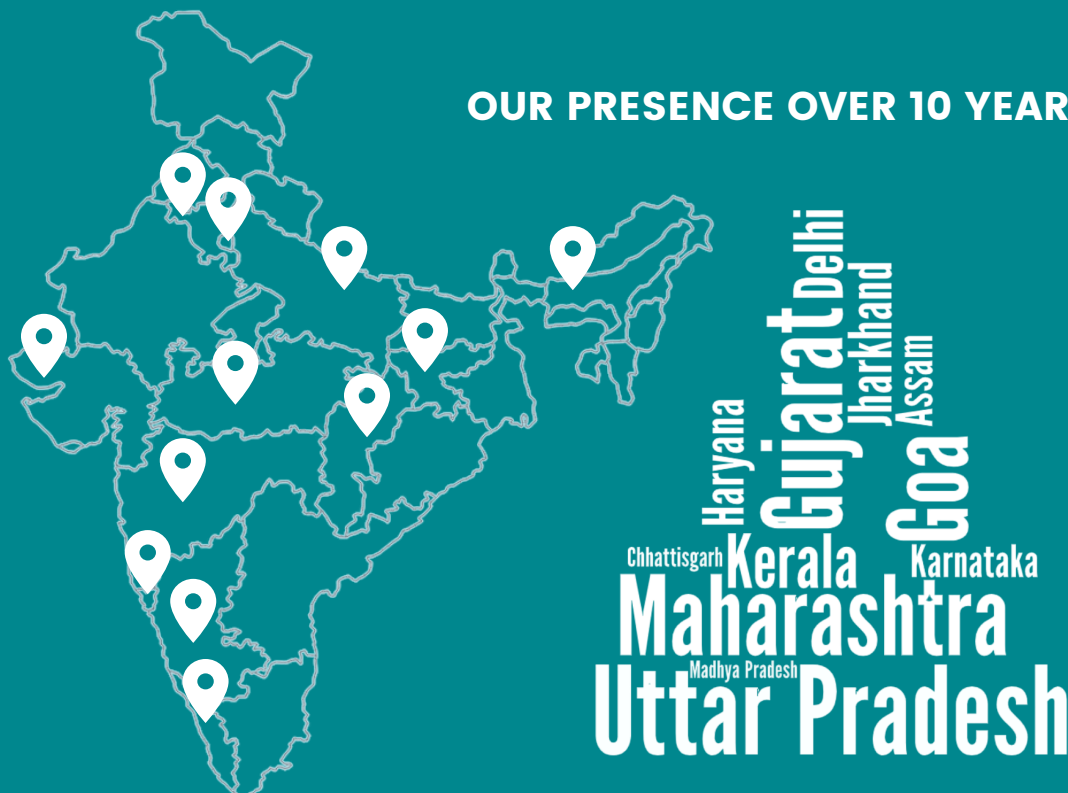 OUR PRESENCE OVER 10 YEAR
Delhi
Gujarat
Jharkhand
Assam
Haryana
Goa
Chhattisgarh
Kerala
Karnataka
Maharashtra
Madhya Pradesh
Uttar Pradesh